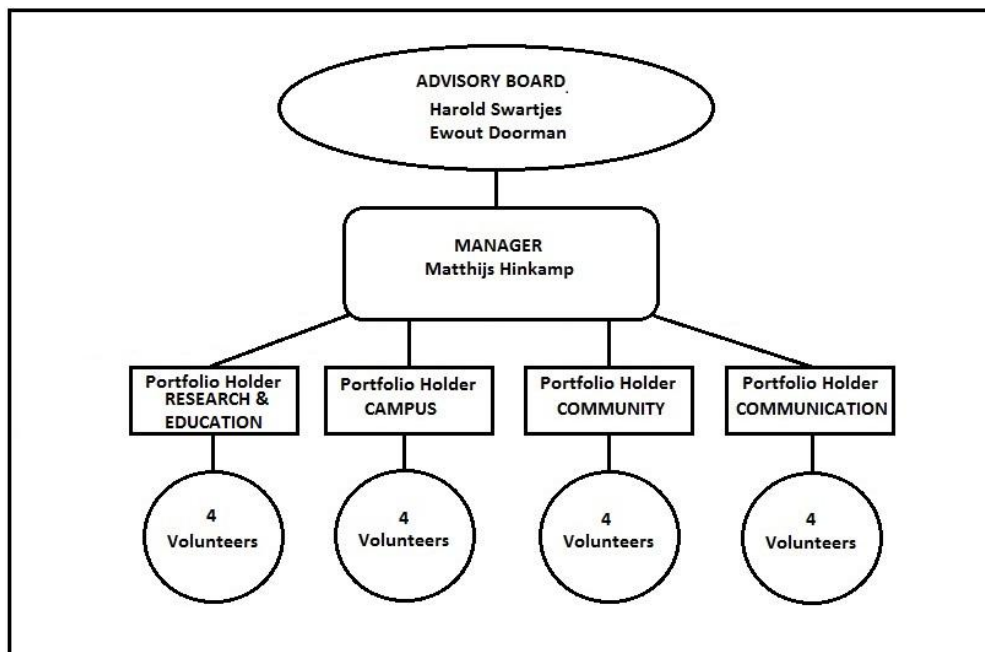 ADVISORY BOARD
Harold Swartjes
Ewout Doorman
MANAGER
Matthijs Hinkamp
Portfolio Holder
RESEARCH &
EDUCATION
Portfolio Holder
CAMPUS
Portfolio Holder
COMMUNITY
Portfolio Holder
COMMUNICATION
4
Volunteers
4
Volunteers
4
Volunteers
4
Volunteers